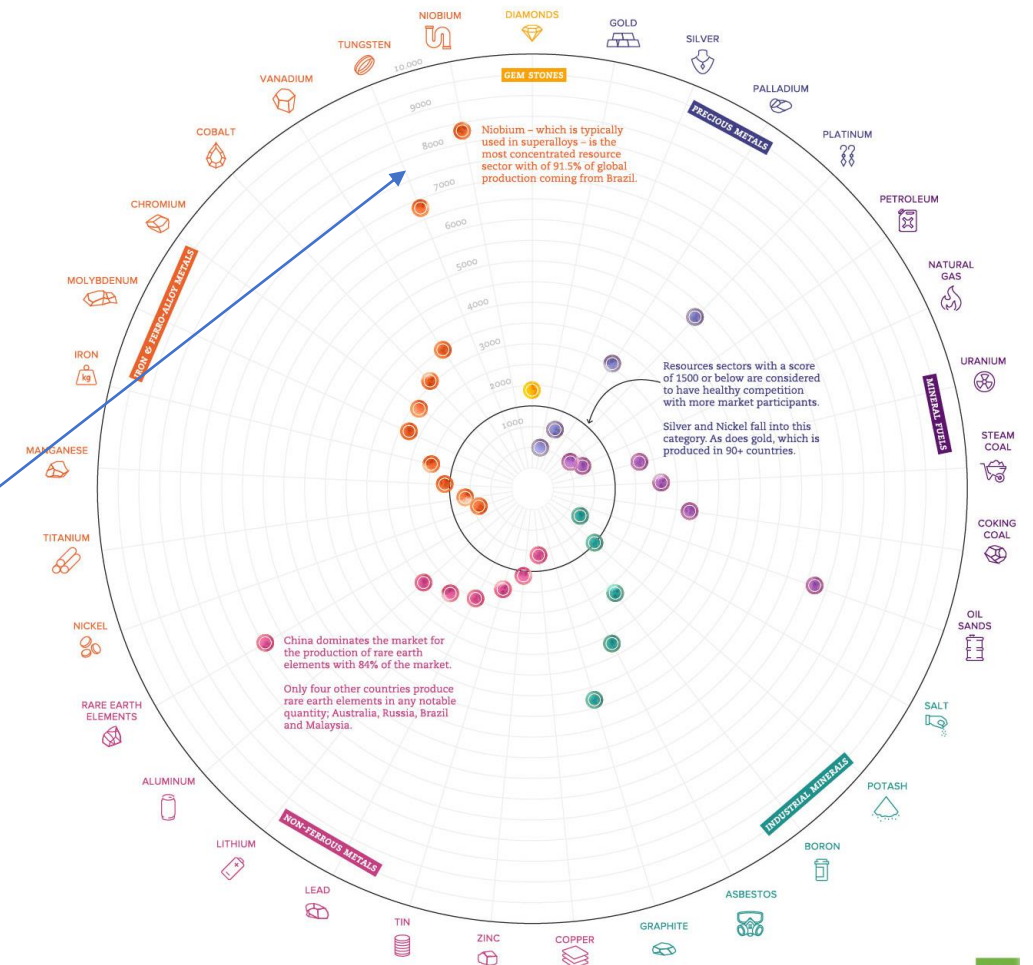 NIOBIUM
DIAMONDS
GOLD
SILVER
PALLADIUM
PLATINUM
PETROLEUM
NATURAL
GAS
URANIUM
STEAM
COAL
COKING
COAL
OIL
SANDS
SALT
POTASH
BORON
ASBESTOS
GRAPHITE
COPPER
ZINC
TIN
LEAD
LITHIUM
ALUMINUM
RARE EARTH
ELEMENTS
NICKEL
TITANIUM
MANGANESE
IRON
kg
MOLYBDENUM
CHROMIUM
COBALT
VANADIUM
TUNGSTEN
GEM STONES
PRECIOUS METALS
MINERAL FUELS
INDUSTRIAL MINERALS
NON-FERROUS METALS
IRON & FERRO-ALLOY METALS
10,000
9000
8000
7000
6000
5000
4000
3000
2000
1000
Niobium – which is typically
used in superalloys – is the
most concentrated resource
sector with of 91.5% of global
production coming from Brazil.
Resources sectors with a score
of 1500 or below are considered
to have healthy competition
with more market participants.
Silver and Nickel fall into this
category. As does gold, which is
produced in 90+ countries.
China dominates the market for
the production of rare earth
elements with 84% of the market.
Only four other countries produce
rare earth elements in any notable
quantity; Australia, Russia, Brazil
and Malaysia.